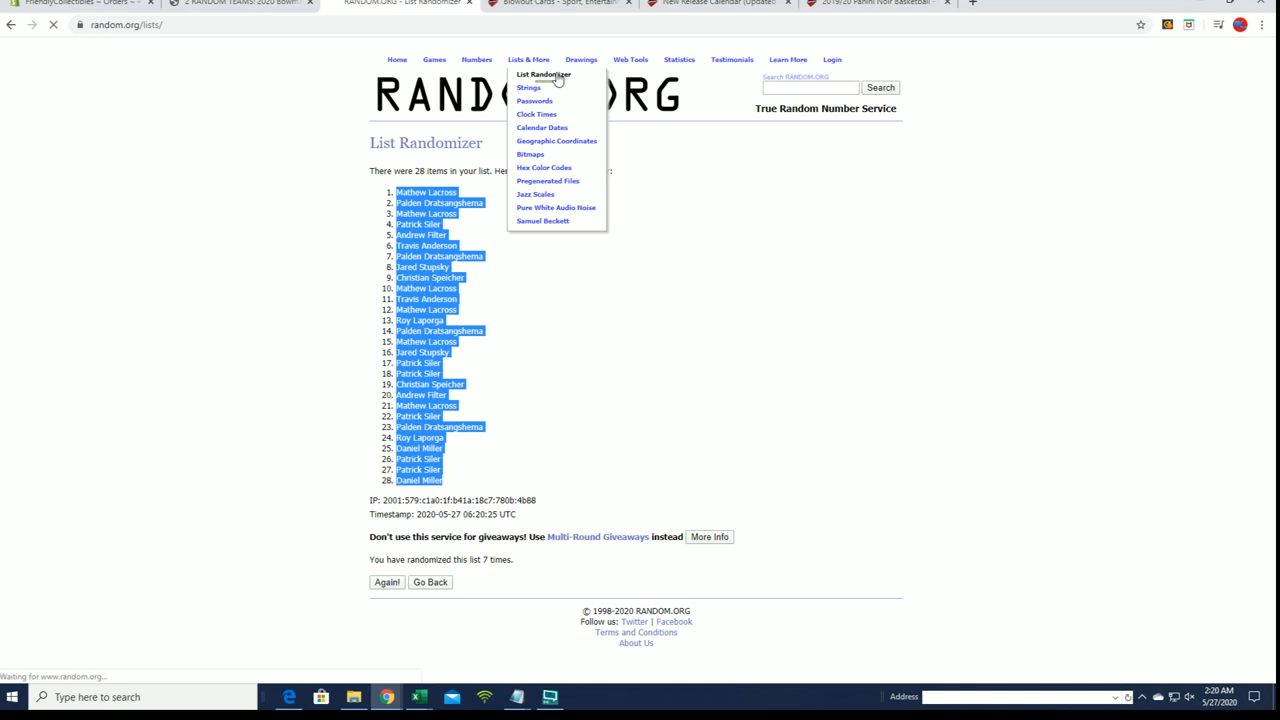 FriendlyCollectibles ~ Orders ~
2 RANDOM TEAMS: 2020 Bowm
RANDOM.ORG - List Randomizer
Blowout Cards - Sport, Entertain
New Release Calendar (Updated
2019/20 Panini Noir Basketball -
random.org/lists/
Home
Games
Numbers
Lists & More
Drawings
Web Tools
Statistics
Testimonials
Learn More
Login
List Randomizer
Strings
Passwords
Clock Times
Calendar Dates
Geographic Coordinates
Bitmaps
Hex Color Codes
Pregenerated Files
Jazz Scales
Pure White Audio Noise
Samuel Beckett
Search RANDOM.ORG
Search
True Random Number Service
List Randomizer
There were 28 items in your list. Her
1. Mathew Lacross
2. Palden Dratsangshema
3. Mathew Lacross
4. Patrick Siler
5. Andrew Filter
6. Travis Anderson
7. Palden Dratsangshema
8. Jared Stupsky
9. Christian Speicher
10. Mathew Lacross
11. Travis Anderson
12. Mathew Lacross
13. Roy Laporga
14. Palden Dratsangshema
15. Mathew Lacross
16. Jared Stupsky
17. Patrick Siler
18. Patrick Siler
19. Christian Speicher
20. Andrew Filter
21. Mathew Lacross
22. Patrick Siler
23. Palden Dratsangshema
24. Roy Laporga
25. Daniel Miller
26. Patrick Siler
27. Patrick Siler
28. Daniel Miller
IP: 2001:579:c1a0:1f:b41a:18c7:780b:4b88
Timestamp: 2020-05-27 06:20:25 UTC
Don't use this service for giveaways! Use Multi-Round Giveaways instead More Info
You have randomized this list 7 times.
Again! Go Back
© 1998-2020 RANDOM.ORG
Follow us: Twitter | Facebook
Terms and Conditions
About Us
Waiting for www.random.org...
Type here to search
Address
2:20 AM
5/27/2020